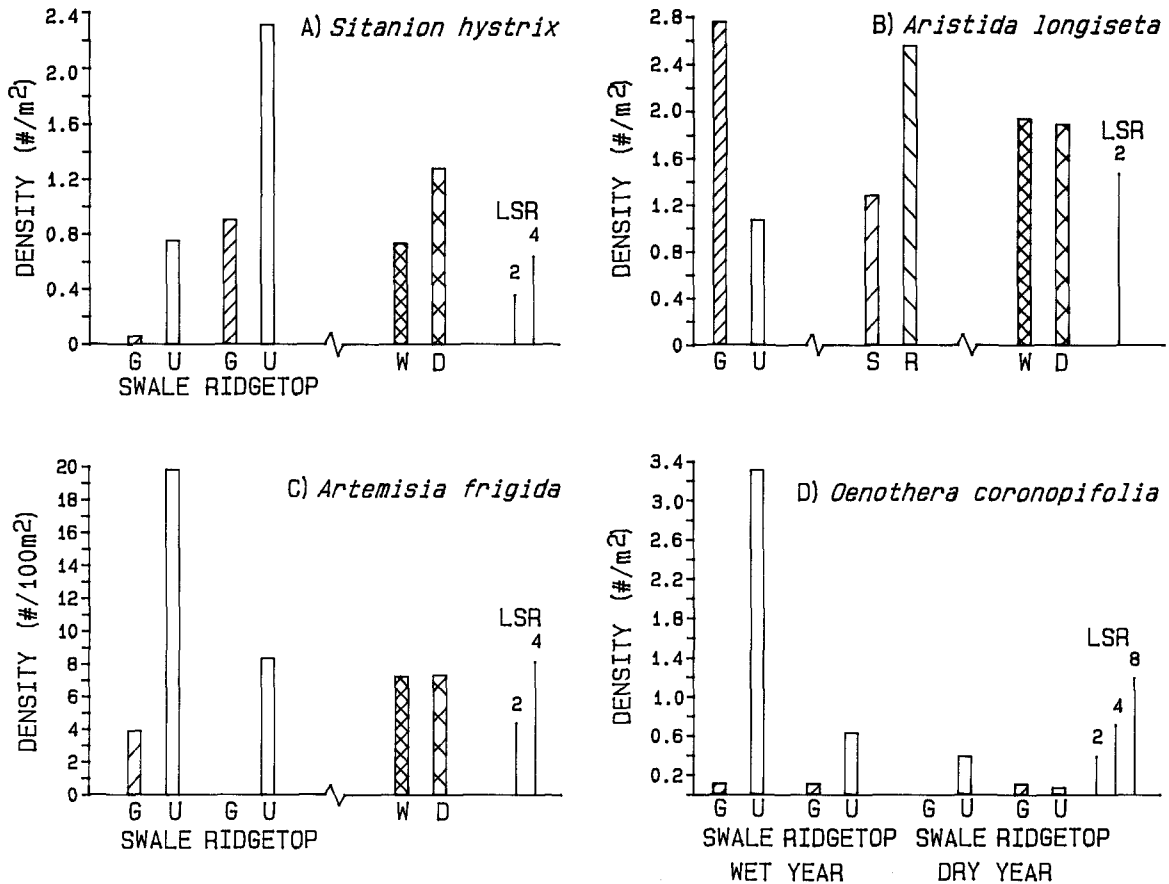 A) Sitanion hystrix
DENSITY (#/m²)
2.4
2.0
1.6
1.2
0.8
0.4
0
G U G U W D
SWALE RIDGETOP
LSR
2 4
B) Aristida longiseta
DENSITY (#/m²)
2.8
2.4
2.0
1.6
1.2
0.8
0.4
0
G U S R W D
LSR
2
C) Artemisia frigida
DENSITY (#/100m²)
20
18
16
14
12
10
8
6
4
2
0
G U G U W D
SWALE RIDGETOP
LSR
2 4
D) Oenothera coronopifolia
DENSITY (#/m²)
3.4
3.0
2.6
2.2
1.8
1.4
1.0
0.6
0.2
G U G U G U G U
SWALE RIDGETOP SWALE RIDGETOP
WET YEAR DRY YEAR
LSR
2 4 8